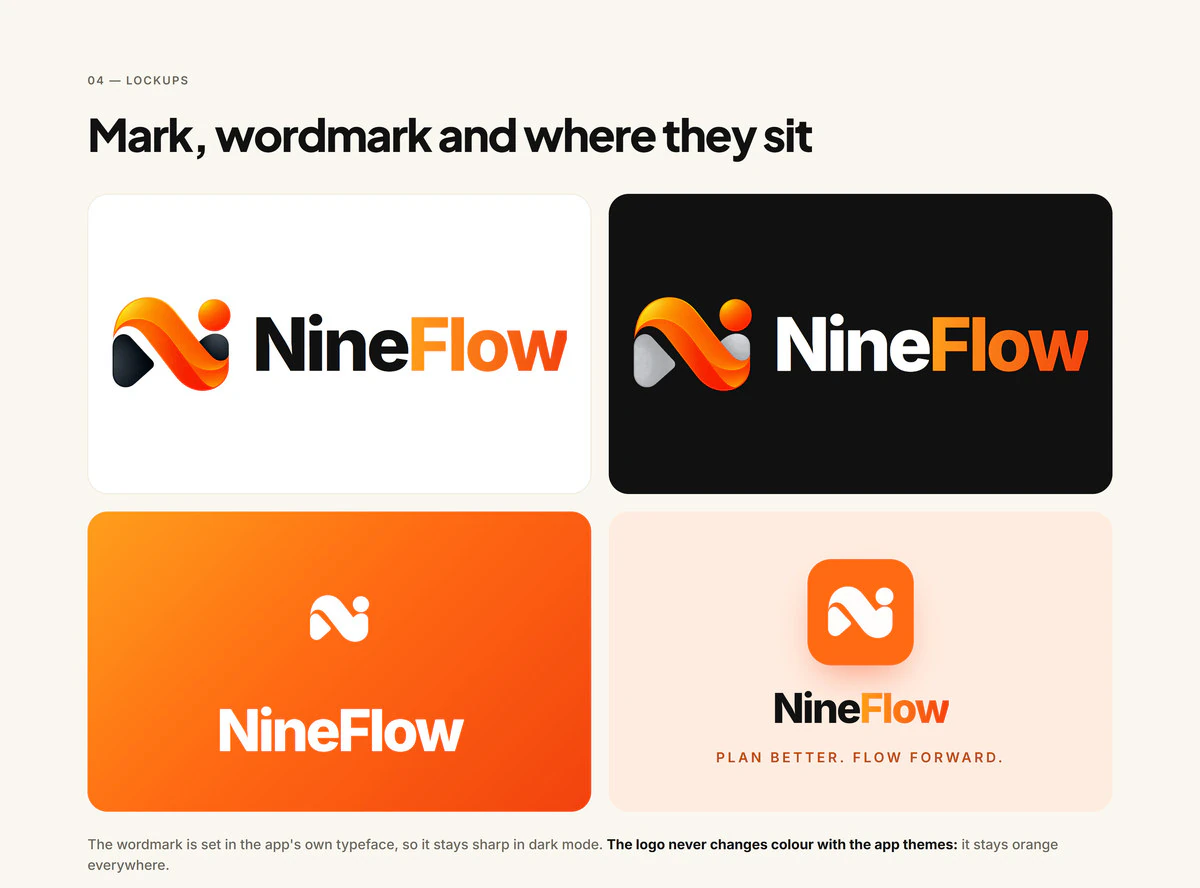 04 — LOCKUPS
Mark, wordmark and where they sit
NineFlow
NineFlow
NineFlow
NineFlow
PLAN BETTER. FLOW FORWARD.
The wordmark is set in the app's own typeface, so it stays sharp in dark mode. The logo never changes colour with the app themes: it stays orange
everywhere.